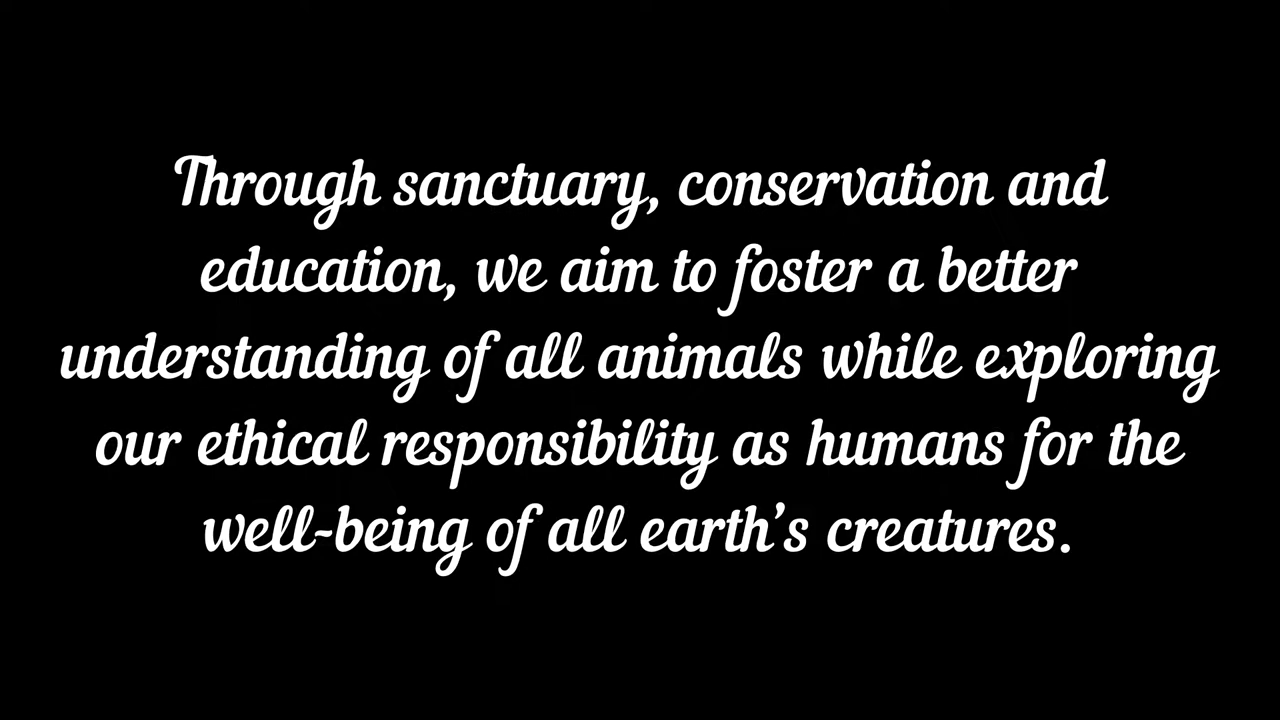 Through sanctuary, conservation and
education, we aim to foster a better
understanding of all animals while exploring
our ethical responsibility as humans for the
well-being of all earth’s creatures.